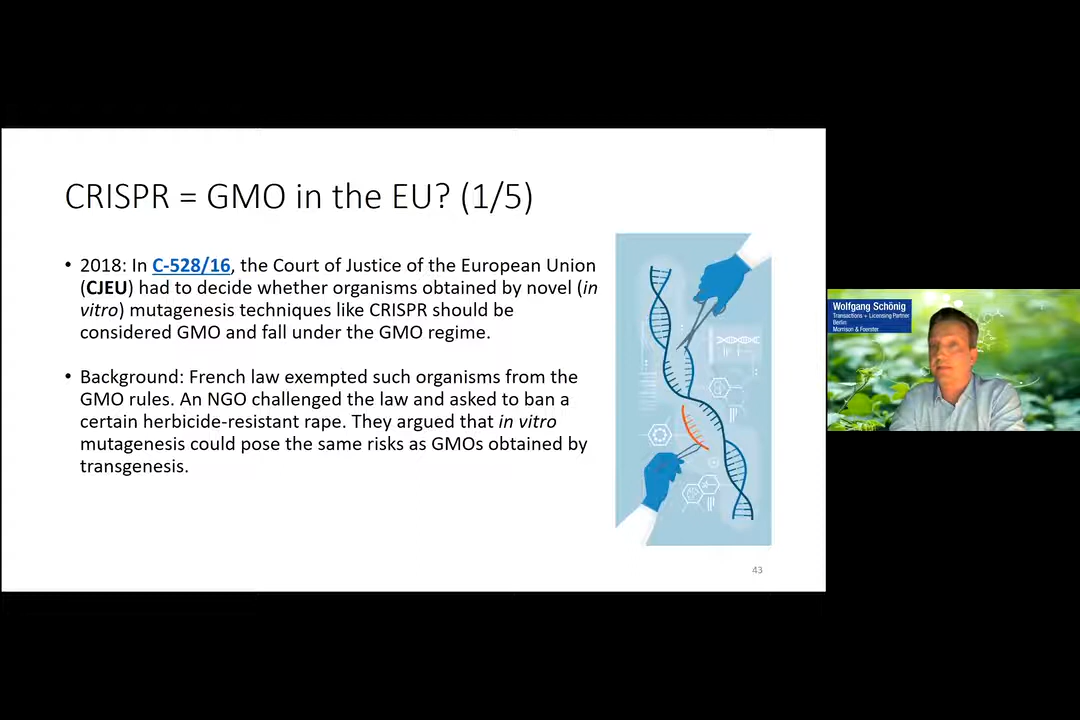 CRISPR = GMO in the EU? (1/5)
• 2018: In C-528/16, the Court of Justice of the European Union
(CJEU) had to decide whether organisms obtained by novel (in
vitro) mutagenesis techniques like CRISPR should be
considered GMO and fall under the GMO regime.
• Background: French law exempted such organisms from the
GMO rules. An NGO challenged the law and asked to ban a
certain herbicide-resistant rape. They argued that in vitro
mutagenesis could pose the same risks as GMOs obtained by
transgenesis.
43
Wolfgang Schönig
Transactions + Licensing Partner
Berlin
Morrison & Foerster